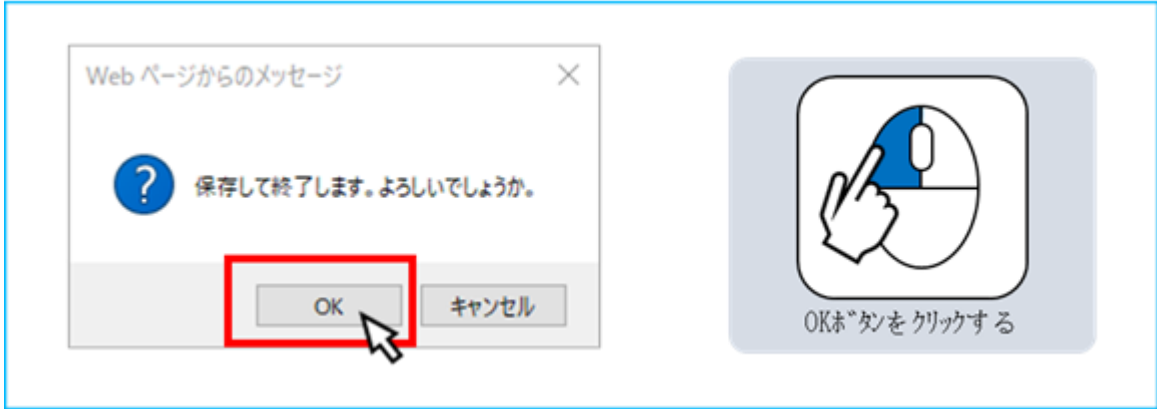 Web ページからのメッセージ
?
保存して終了します。よろしいでしょうか。
OK
キャンセル
OKボタンをクリックする